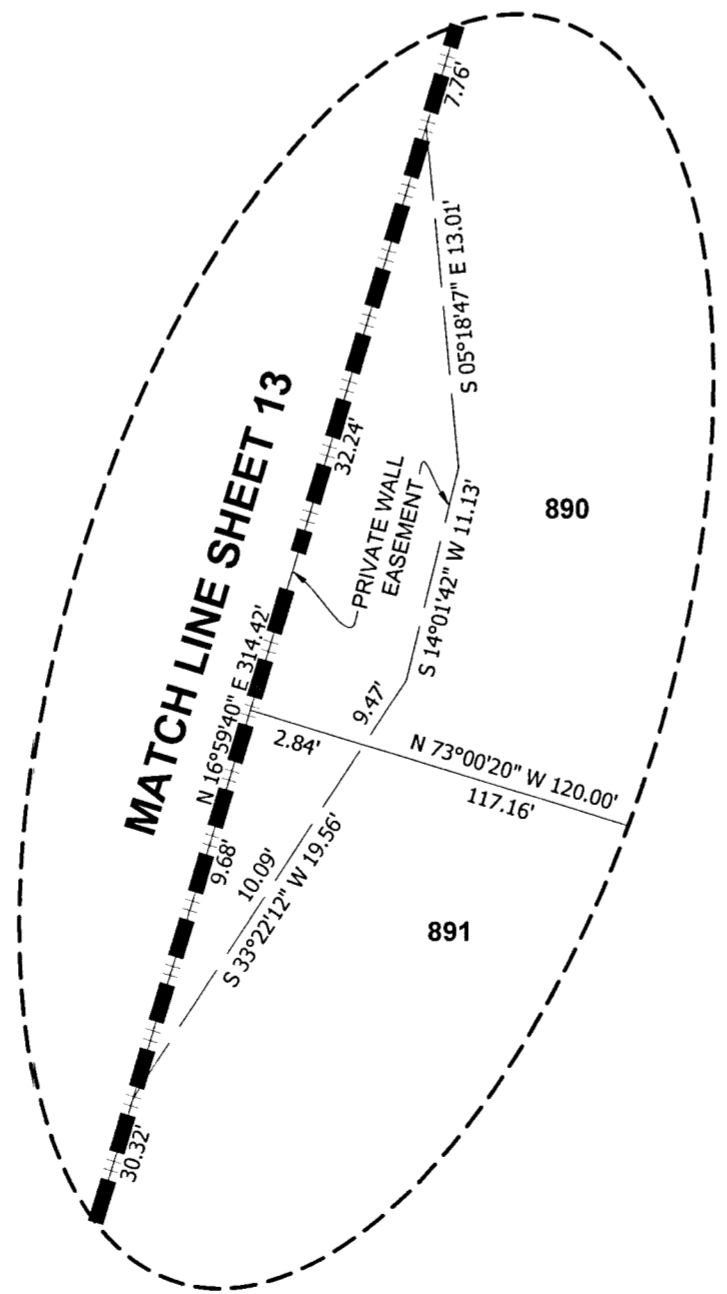 7.76'
S 05°18'47" E 13.01'
MATCH LINE SHEET 13
32.24'
PRIVATE WALL
EASEMENT
890
S 14°01'42" W 11.13'
N 16°59'40" E 314.42'
9.47'
2.84'
N 73°00'20" W 120.00'
117.16'
9.68'
10.09'
S 33°22'12" W 19.56'
891
30.32'